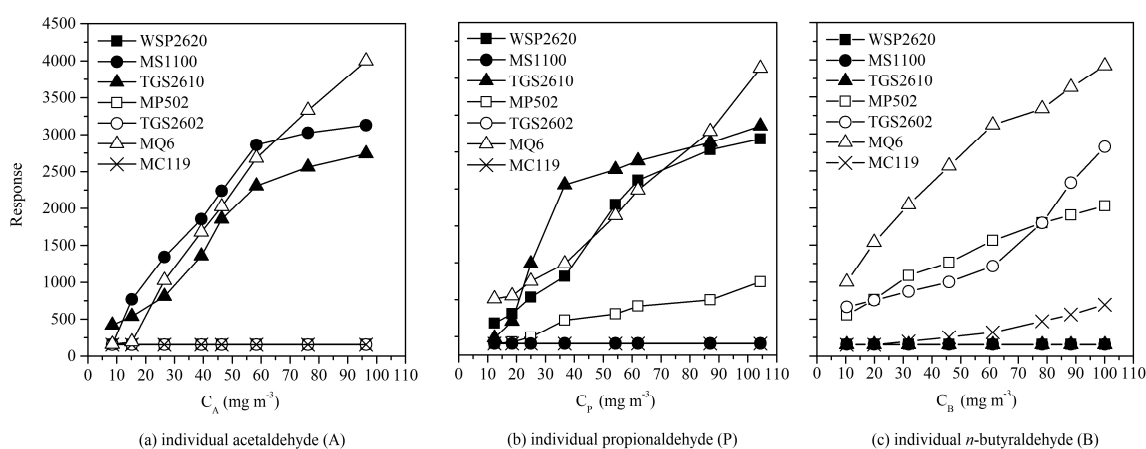 4500
4000
3500
3000
2500
2000
1500
1000
500
0
Response
WSP2620
MS1100
TGS2610
MP502
TGS2602
MQ6
MC119
0 10 20 30 40 50 60 70 80 90 100 110
C_A (mg m⁻³)
(a) individual acetaldehyde (A)
WSP2620
MS1100
TGS2610
MP502
TGS2602
MQ6
MC119
0 10 20 30 40 50 60 70 80 90 100 110
C_P (mg m⁻³)
(b) individual propionaldehyde (P)
WSP2620
MS1100
TGS2610
MP502
TGS2602
MQ6
MC119
0 10 20 30 40 50 60 70 80 90 100 110
C_B (mg m⁻³)
(c) individual n-butyraldehyde (B)